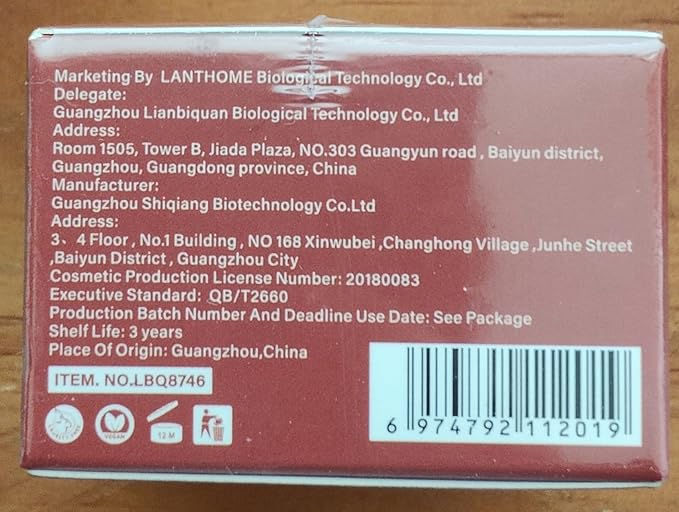 Marketing By LANTHOME Biological Technology Co., Ltd
Delegate:
Guangzhou Lianbiquan Biological Technology Co., Ltd
Address:
Room 1505, Tower B, Jiada Plaza, NO.303 Guangyun road , Baiyun district,
Guangzhou, Guangdong province, China
Manufacturer:
Guangzhou Shiqiang Biotechnology Co.Ltd
Address:
3、4 Floor , No.1 Building , NO 168 Xinwubei ,Changhong Village ,Junhe Street
,Baiyun District , Guangzhou City
Cosmetic Production License Number: 20180083
Executive Standard: QB/T2660
Production Batch Number And Deadline Use Date: See Package
Shelf Life: 3 years
Place Of Origin: Guangzhou,China
ITEM. NO.LBQ8746
VEGAN
12 M
6 974792 112019